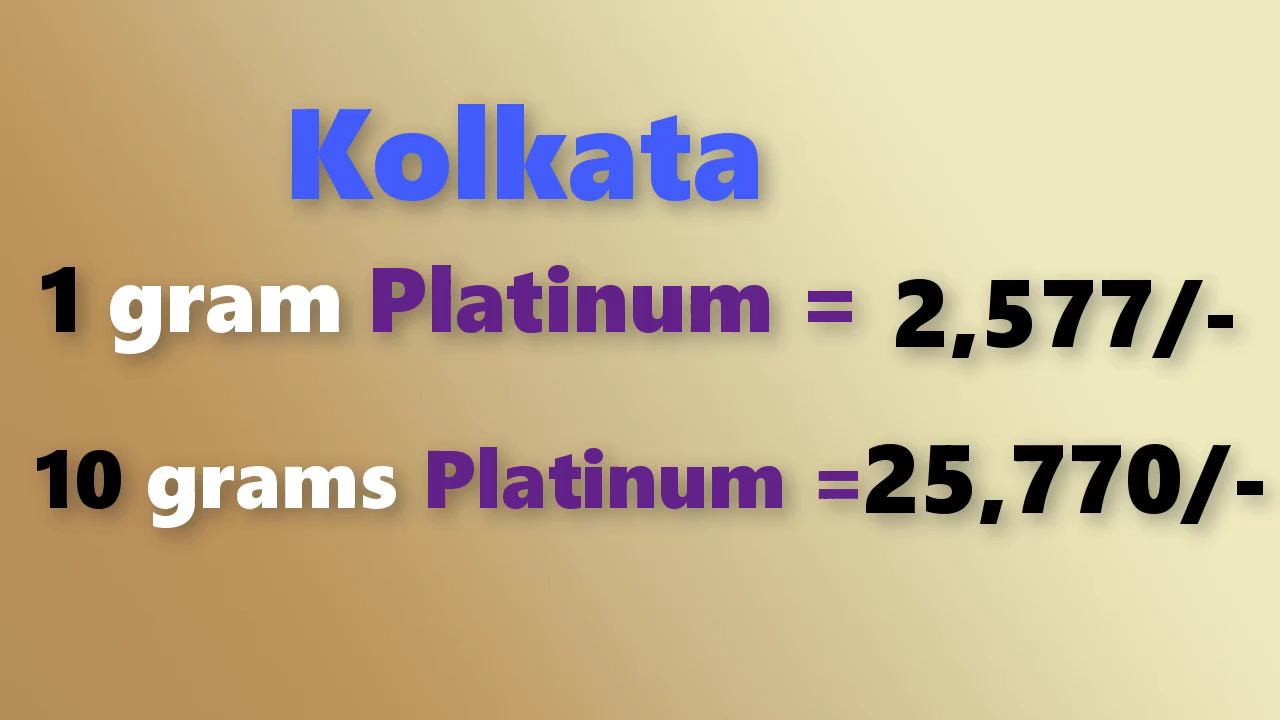 Kolkata
1 gram Platinum = 2,577/-
10 grams Platinum =25,770/-